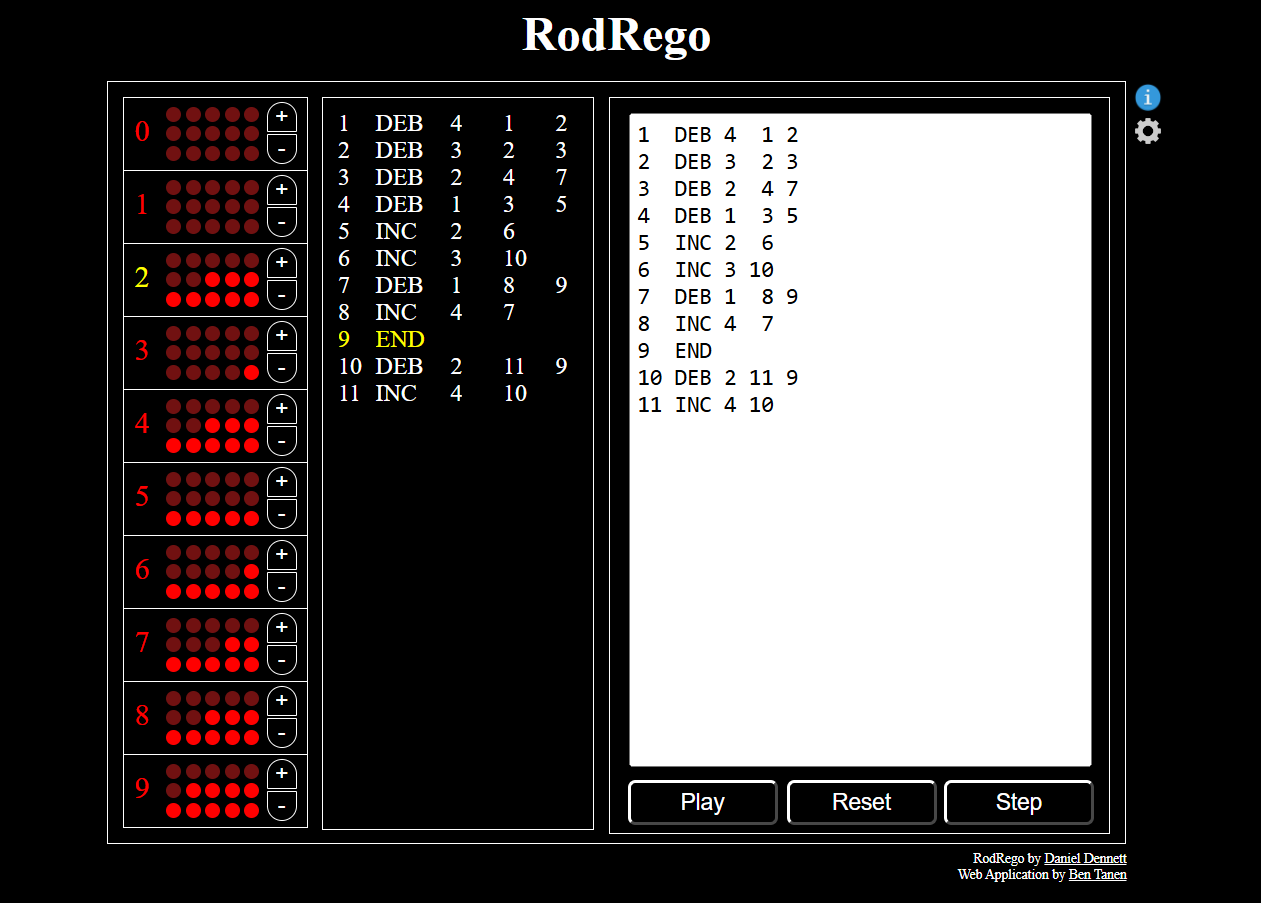 RodRego
0 + -
1 + -
2 + -
3 + -
4 + -
5 + -
6 + -
7 + -
8 + -
9 + -
1 DEB 4 1 2
2 DEB 3 2 3
3 DEB 2 4 7
4 DEB 1 3 5
5 INC 2 6
6 INC 3 10
7 DEB 1 8 9
8 INC 4 7
9 END
10 DEB 2 11 9
11 INC 4 10
1 DEB 4 1 2
2 DEB 3 2 3
3 DEB 2 4 7
4 DEB 1 3 5
5 INC 2 6
6 INC 3 10
7 DEB 1 8 9
8 INC 4 7
9 END
10 DEB 2 11 9
11 INC 4 10
Play Reset Step
i
RodRego by Daniel Dennett
Web Application by Ben Tanen